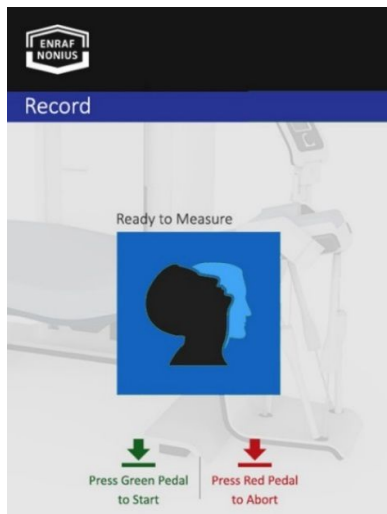 ENRAF
NONIUS
Record
Ready to Measure
Press Green Pedal
to Start
Press Red Pedal
to Abort